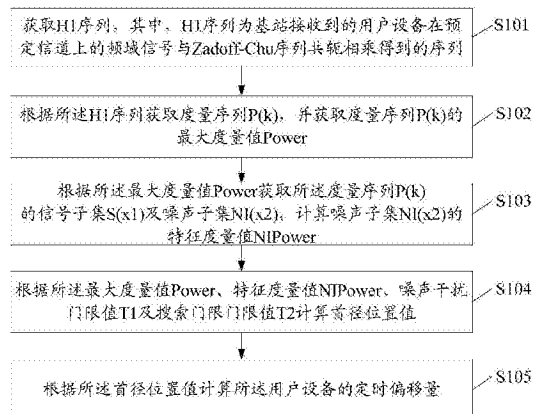 获取H1序列，其中，H1序列为基站接收到的用户设备在预
定信道上的频域信号与Zadoff-Chu序列共轭相乘得到的序列
S101
根据所述H1序列获取度量序列P(k)，并获取度量序列P(k)的
最大度量值Power
S102
根据所述最大度量值Power获取所述度量序列P(k)
的信号子集S(x1)及噪声子集NI(x2)，计算噪声子集NI(x2)的
特征度量值NIPower
S103
根据所述最大度量值Power、特征度量值NIPower、噪声干扰
门限值T1及搜索门限门限值T2计算首径位置值
S104
根据所述首径位置值计算所述用户设备的定时偏移量
S105